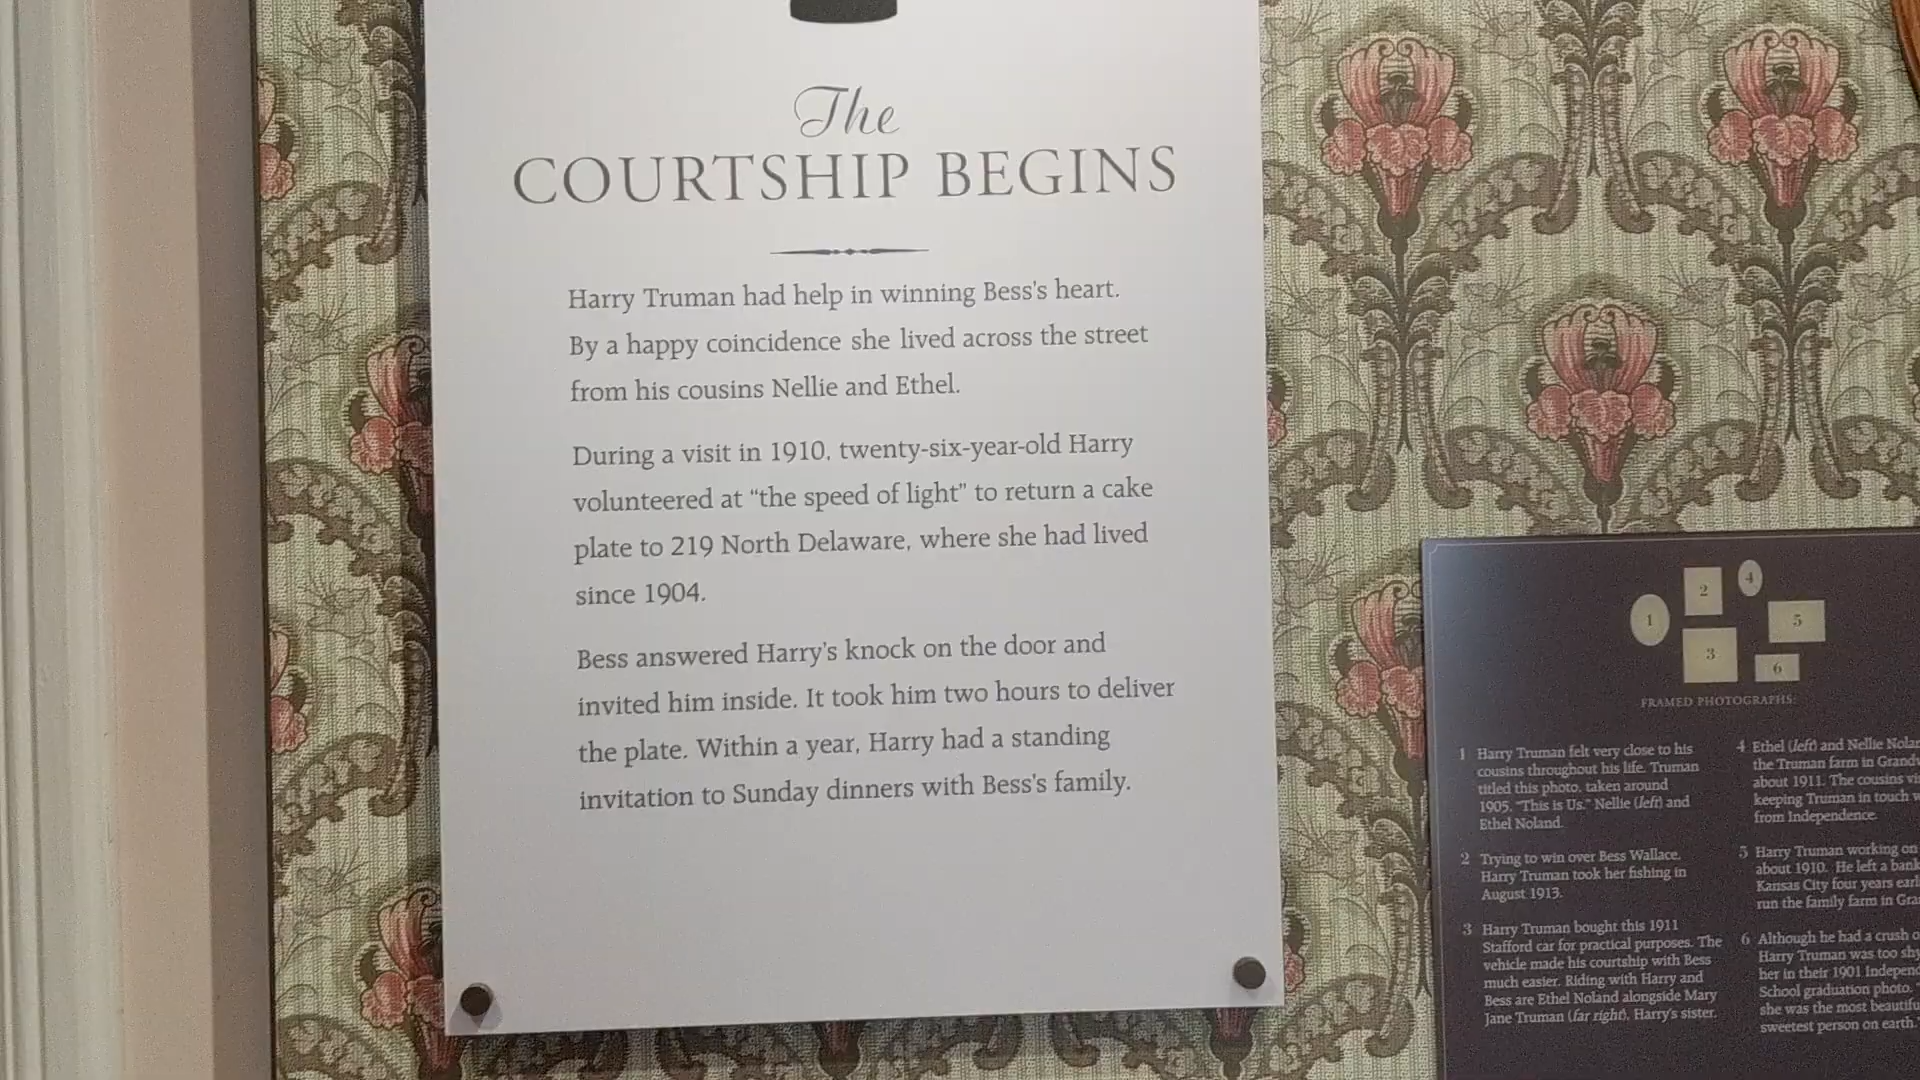 The
COURTSHIP BEGINS
Harry Truman had help in winning Bess's heart.
By a happy coincidence she lived across the street
from his cousins Nellie and Ethel.
During a visit in 1910, twenty-six-year-old Harry
volunteered at "the speed of light" to return a cake
plate to 219 North Delaware, where she had lived
since 1904.
Bess answered Harry's knock on the door and
invited him inside. It took him two hours to deliver
the plate. Within a year, Harry had a standing
invitation to Sunday dinners with Bess's family.
1
2
3
4
5
6
FRAMED PHOTOGRAPHS:
1 Harry Truman felt very close to his
cousins throughout his life. Truman
titled this photo, taken around
1905, "This is Us." Nellie (left) and
Ethel Noland.
2 Trying to win over Bess Wallace,
Harry Truman took her fishing in
August 1913.
3 Harry Truman bought this 1911
Stafford car for practical purposes. The
vehicle made his courtship with Bess
much easier. Riding with Harry and
Bess are Ethel Noland alongside Mary
Jane Truman (far right), Harry's sister.
4 Ethel (left) and Nellie
the Truman farm in
about 1911. The cousins
keeping Truman in touch
from Independence.
5 Harry Truman working on
about 1910. He left a
Kansas City four years
run the family farm in
6 Although he had a crush
Harry Truman was too
her in their 1901
School graduation photo.
she was the most
sweetest person on earth."